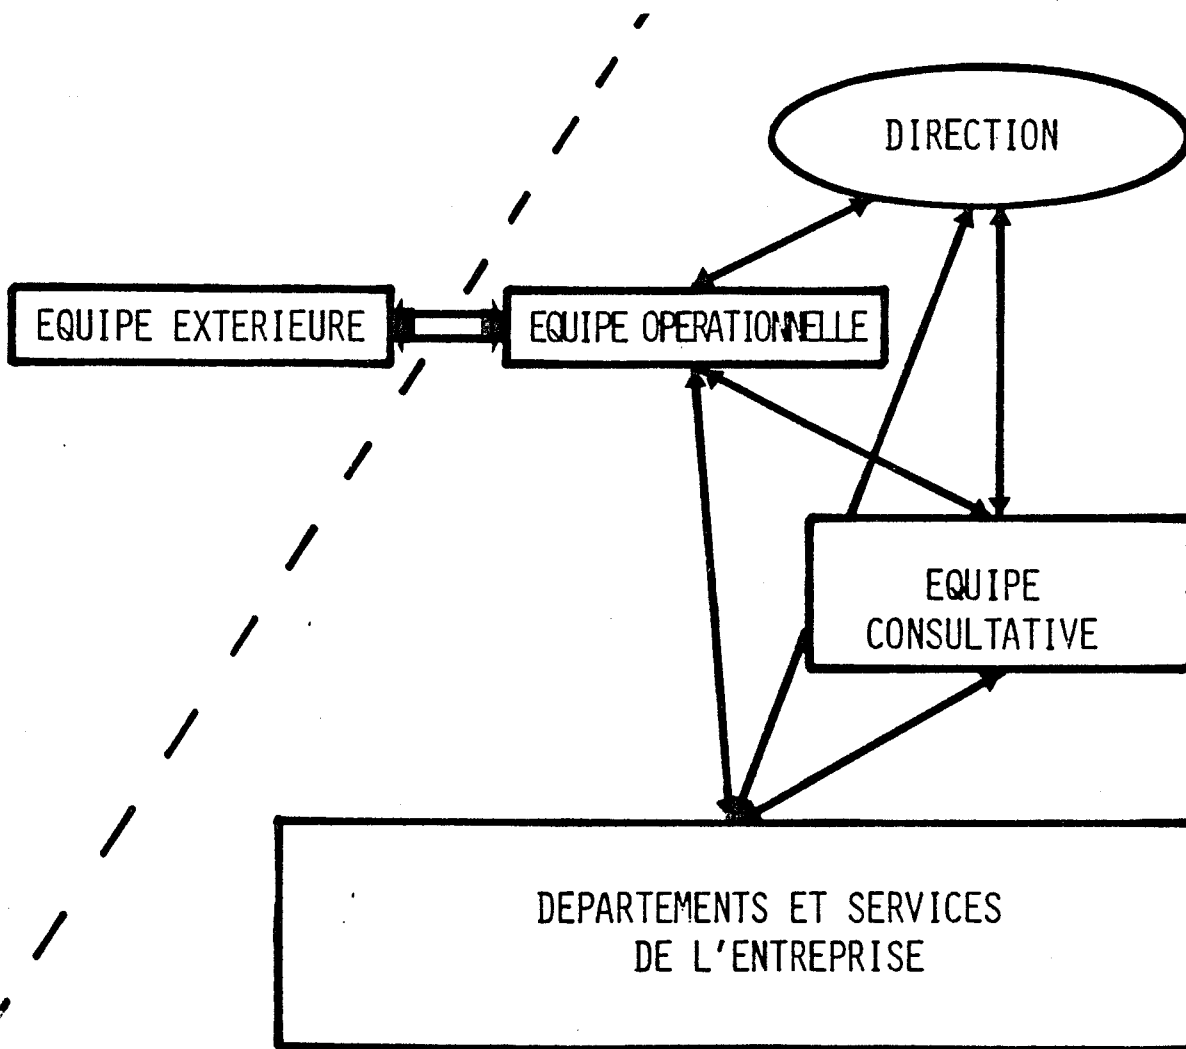 DIRECTION
EQUIPE EXTERIEURE
EQUIPE OPERATIONNELLE
EQUIPE
CONSULTATIVE
DEPARTEMENTS ET SERVICES
DE L'ENTREPRISE